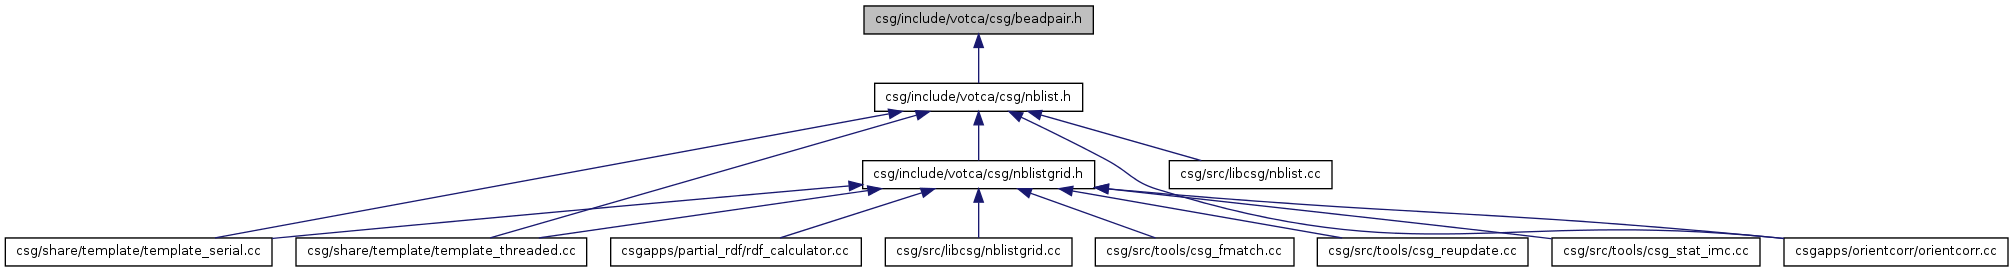 csg/include/votca/csg/beadpair.h
csg/include/votca/csg/nblist.h
csg/include/votca/csg/nblistgrid.h
csg/src/libcsg/nblist.cc
csg/share/template/template_serial.cc
csg/share/template/template_threaded.cc
csgapps/partial_rdf/rdf_calculator.cc
csg/src/libcsg/nblistgrid.cc
csg/src/tools/csg_fmatch.cc
csg/src/tools/csg_reupdate.cc
csg/src/tools/csg_stat_imc.cc
csgapps/orientcorr/orientcorr.cc